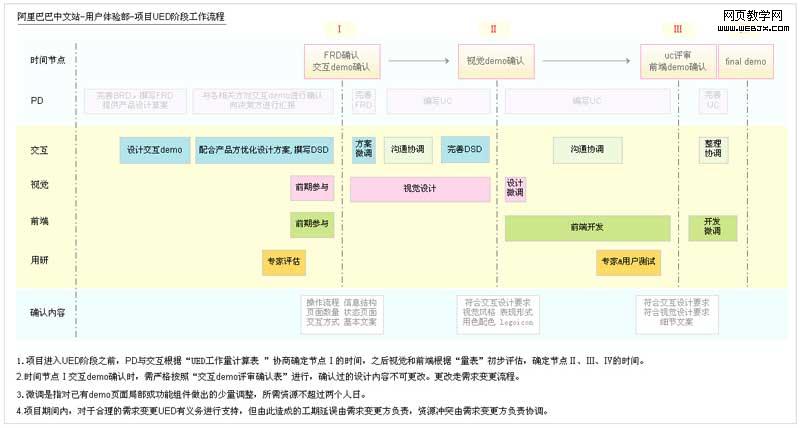 阿里巴巴中文站-用户体验部-项目UED阶段工作流程
网页教学网
www.webjx.com
I
II
III
时间节点
FRD确认
交互demo确认
视觉demo确认
uc评审
前端demo确认
final demo
PD
完善BRD，撰写FRD
提供产品设计草案
与各相关方对交互demo进行确认
向决策方进行汇报
完善
FRD
编写UC
编写UC
完善
UC
交互
设计交互demo
配合产品方优化设计方案,撰写DSD
方案
微调
沟通协调
完善DSD
沟通协调
整理
协调
视觉
前期参与
视觉设计
设计
微调
前端
前期参与
前端开发
开发
微调
用研
专家评估
专家&用户测试
确认内容
操作流程 信息结构
页面数量 状态页面
交互方式 基本文案
符合交互设计要求
视觉风格 表现形式
用色配色 logoicon
符合交互设计要求
符合视觉设计要求
细节文案
1.项目进入UED阶段之前，PD与交互根据“UED工作量计算表 ”协商确定节点 I 的时间，之后视觉和前端根据“量表”初步评估，确定节点 II、III、IV的时间。
2.时间节点 I 交互demo确认时，需严格按照“交互demo评审确认表”进行，确认过的设计内容不可更改。更改走需求变更流程。
3.微调是指对已有demo页面局部或功能组件做出的少量调整，所需资源不超过两个人日。
4.项目期间内，对于合理的需求变更UED有义务进行支持，但由此造成的工期延误由需求变更方负责，资源冲突由需求变更方负责协调。